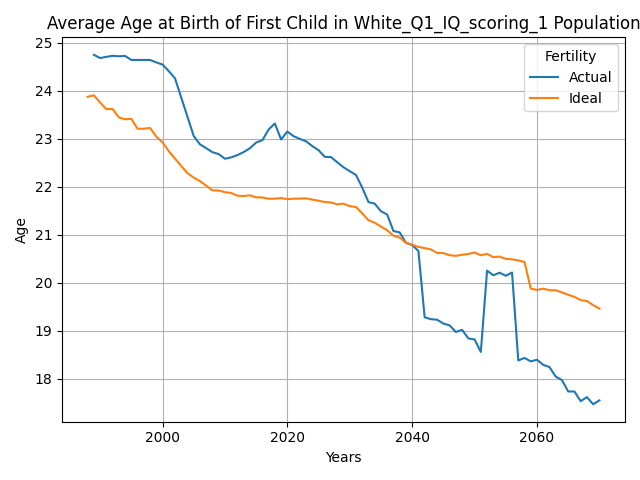 Average Age at Birth of First Child in White_Q1_IQ_scoring_1 Population
25
24
23
22
21
20
19
18
Age
2000
2020
2040
2060
Years
Fertility
Actual
Ideal